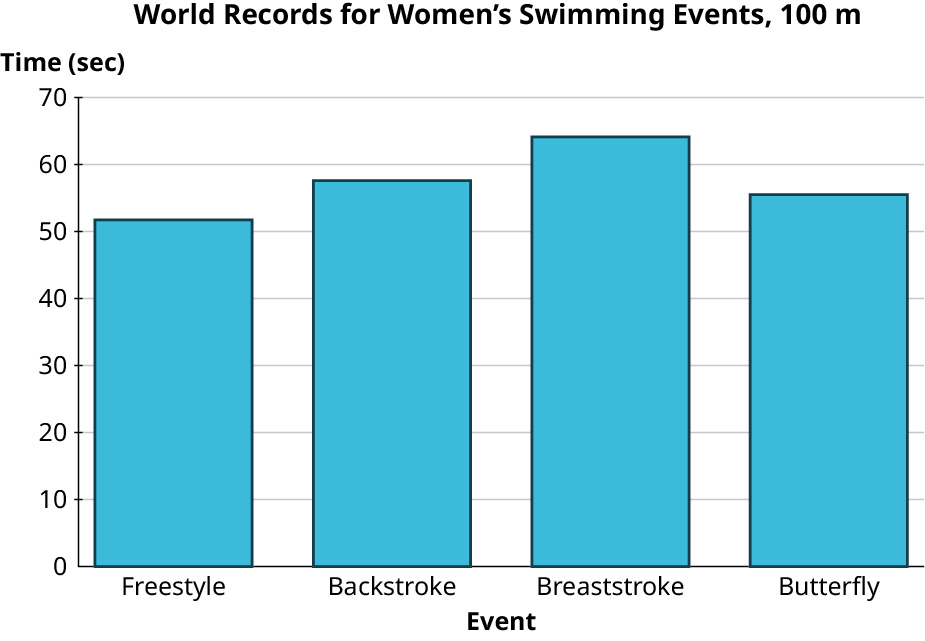 World Records for Women’s Swimming Events, 100 m
Time (sec)
70
60
50
40
30
20
10
0
Freestyle Backstroke Breaststroke Butterfly
Event